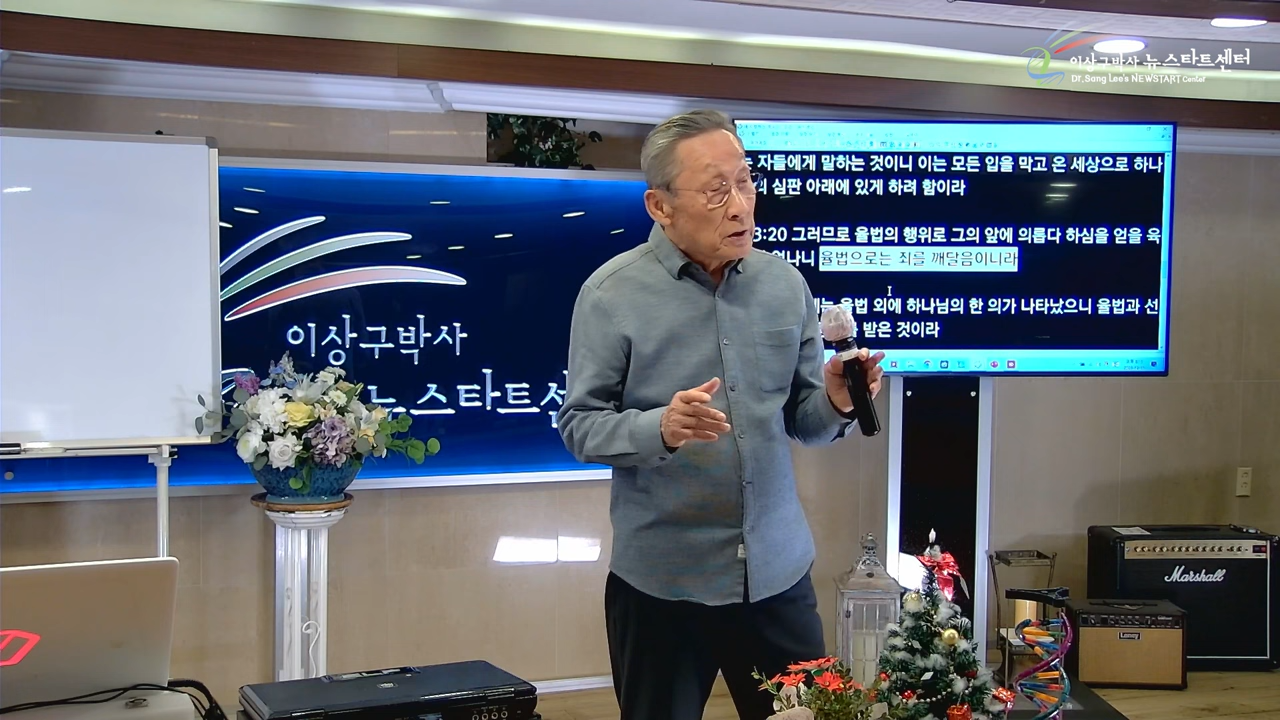 이상구박사 뉴스타트센터
Dr.Sang Lee's NEWSTART Center
자들에게 말하는 것이니 이는 모든 입을 막고 온 세상으로 하나
심판 아래에 있게 하려 함이라
3:20 그러므로 율법의 행위로 그의 앞에 의롭다 하심을 얻을 육
율법으로는 죄를 깨달음이니라
율법 외에 하나님의 한 의가 나타났으니 율법과 선
받은 것이라
이상구박사
뉴스타트센
Marshall
Laney